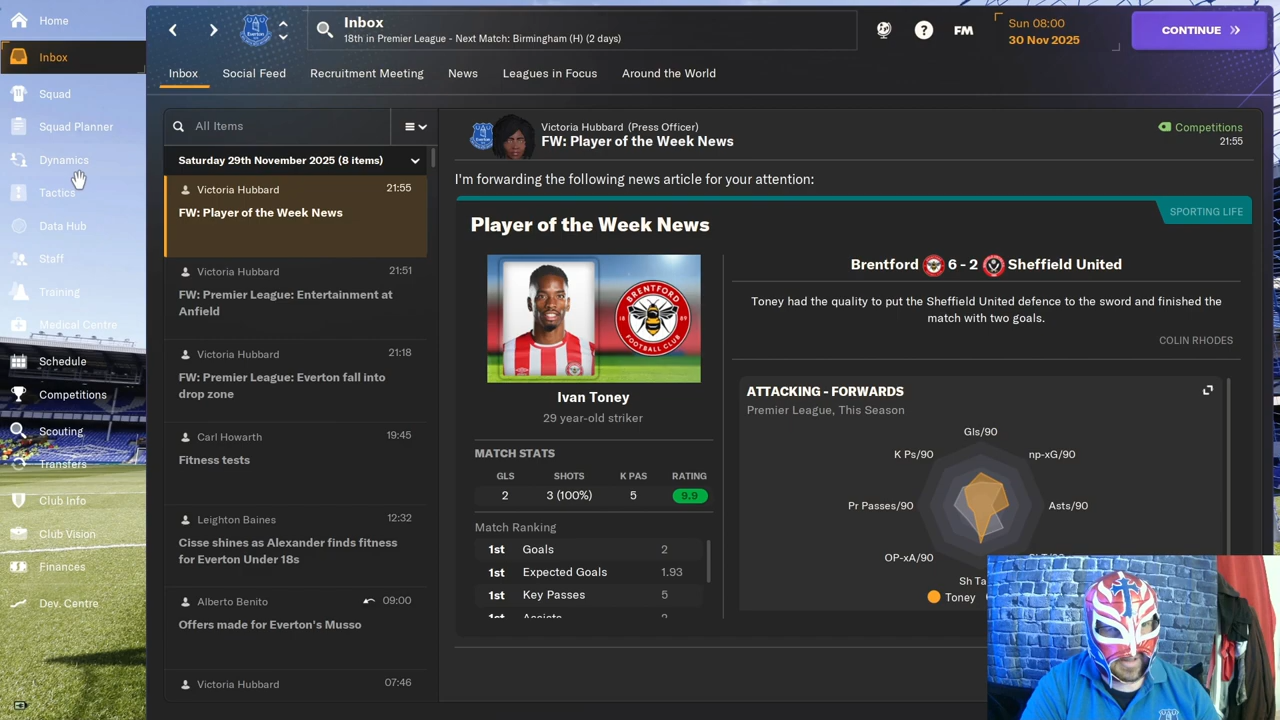 Home
Inbox
Squad
Squad Planner
Dynamics
Tactics
Data Hub
Staff
Training
Medical Centre
Schedule
Competitions
Scouting
Transfers
Club Info
Club Vision
Finances
Dev. Centre
Inbox
18th in Premier League - Next Match: Birmingham (H) (2 days)
?
FM
Sun 08:00
30 Nov 2025
CONTINUE
Inbox Social Feed Recruitment Meeting News Leagues in Focus Around the World
All Items
Saturday 29th November 2025 (8 items)
Victoria Hubbard 21:55
FW: Player of the Week News
Victoria Hubbard 21:51
FW: Premier League: Entertainment at
Anfield
Victoria Hubbard 21:18
FW: Premier League: Everton fall into
drop zone
Carl Howarth 19:45
Fitness tests
Leighton Baines 12:32
Cisse shines as Alexander finds fitness
for Everton Under 18s
Alberto Benito 09:00
Offers made for Everton's Musso
Victoria Hubbard 07:46
Victoria Hubbard (Press Officer)
FW: Player of the Week News
Competitions
21:55
I'm forwarding the following news article for your attention:
SPORTING LIFE
Player of the Week News
BRENTFORD
FOOTBALL CLUB
Ivan Toney
29 year-old striker
MATCH STATS
GLS SHOTS K PAS RATING
2 3 (100%) 5 9.9
Match Ranking
1st Goals 2
1st Expected Goals 1.93
1st Key Passes 5
1st Assists 2
Brentford 6 - 2 Sheffield United
Toney had the quality to put the Sheffield United defence to the sword and finished the
match with two goals.
COLIN RHODES
ATTACKING - FORWARDS
Premier League, This Season
Gls/90
K Ps/90 np-xG/90
Pr Passes/90 Asts/90
OP-xA/90
Sh Ta
Toney